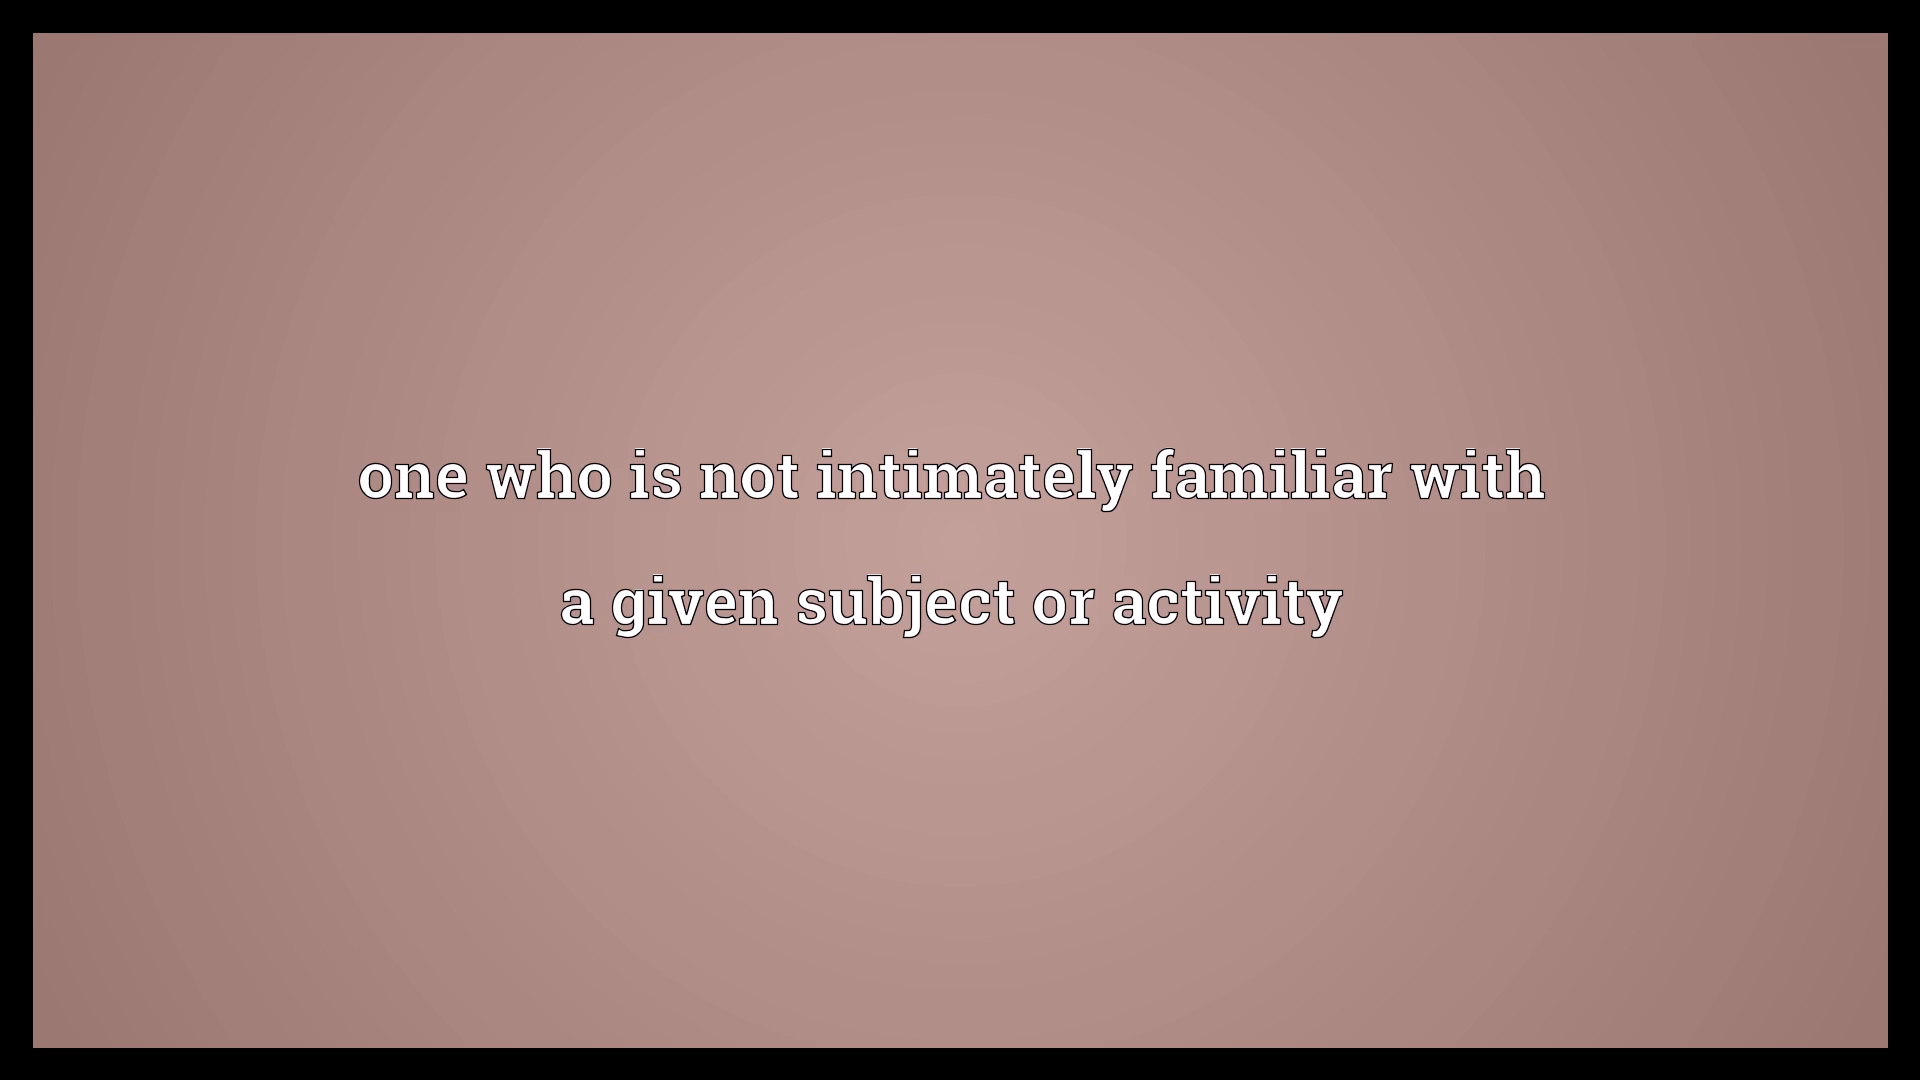 one who is not intimately familiar with
a given subject or activity